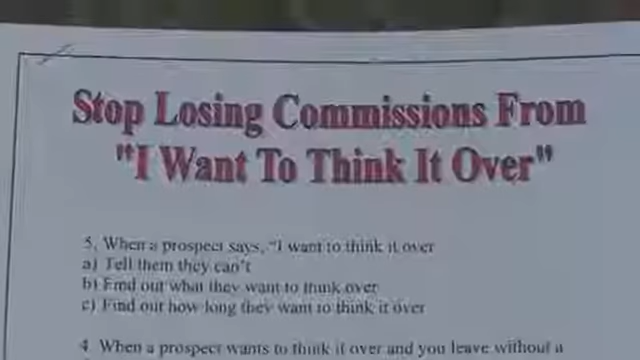 Stop Losing Commissions From
"I Want To Think It Over"
5. When a prospect says, "I want to think it over
a) Tell them they can't
b) Find out what they want to think over
c) Find out how long they want to think it over
4. When a prospect wants to think it over and you leave without a